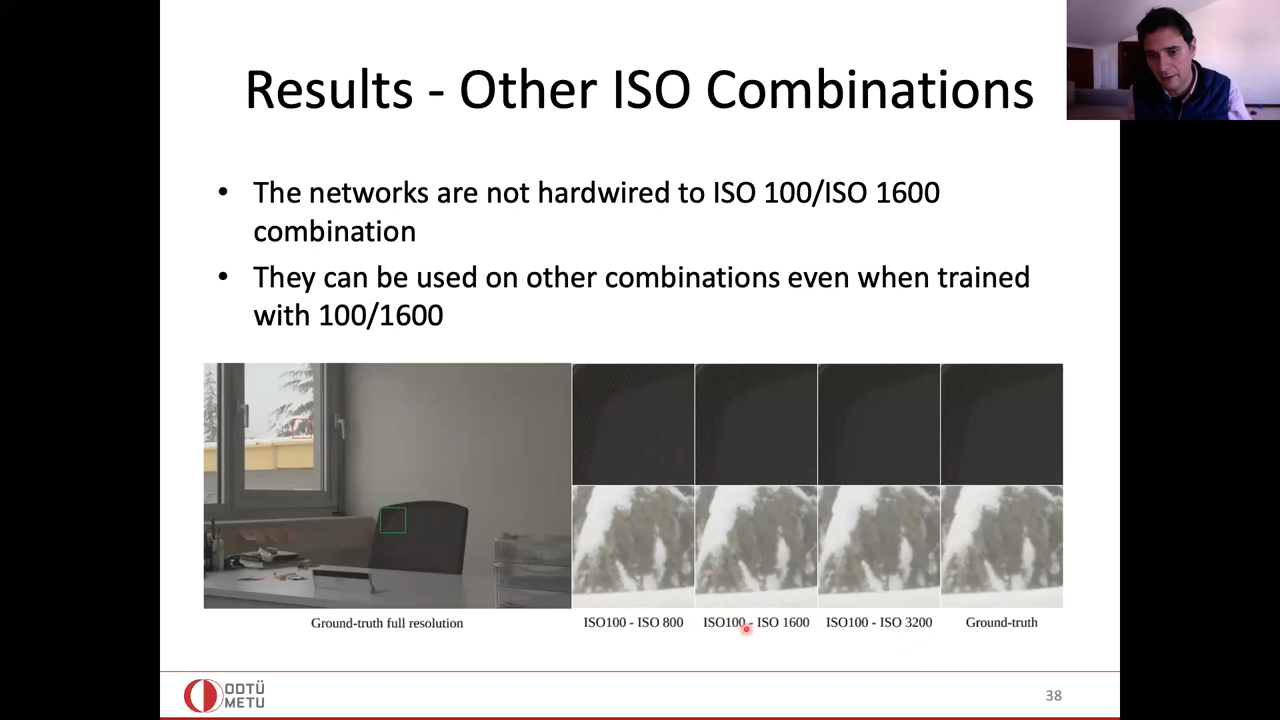 Results - Other ISO Combinations
• The networks are not hardwired to ISO 100/ISO 1600
combination
• They can be used on other combinations even when trained
with 100/1600
Ground-truth full resolution
ISO100 - ISO 800
ISO100 - ISO 1600
ISO100 - ISO 3200
Ground-truth
ODTÜ
METU
38